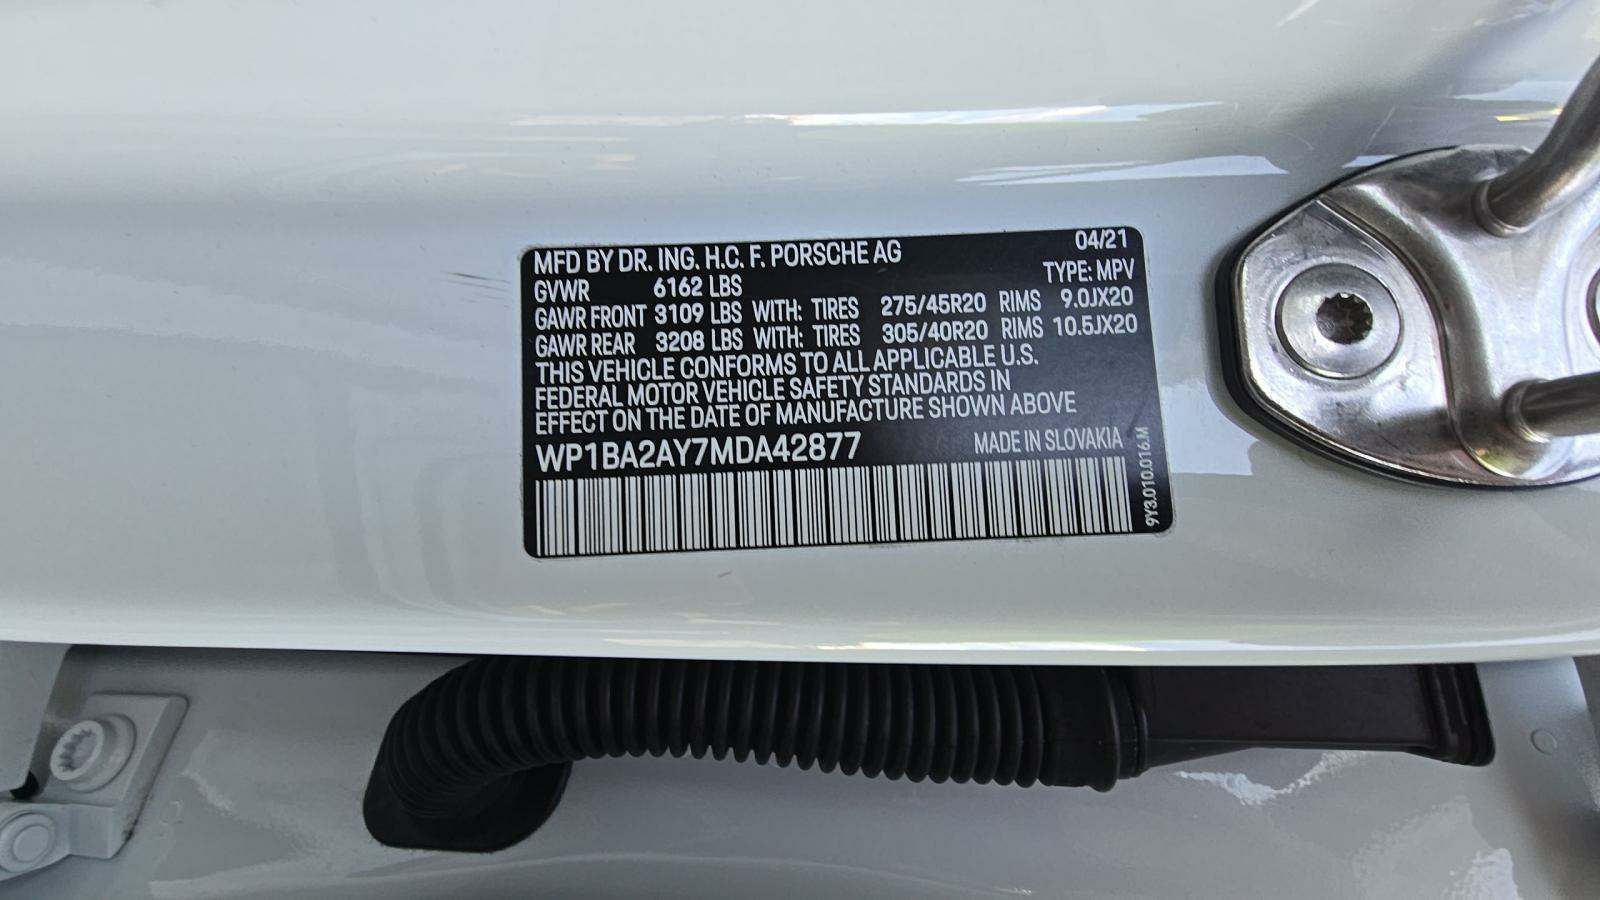 MFD BY DR. ING. H.C. F. PORSCHE AG 04/21
GVWR 6162 LBS TYPE: MPV
GAWR FRONT 3109 LBS WITH: TIRES 275/45R20 RIMS 9.0JX20
GAWR REAR 3208 LBS WITH: TIRES 305/40R20 RIMS 10.5JX20
THIS VEHICLE CONFORMS TO ALL APPLICABLE U.S.
FEDERAL MOTOR VEHICLE SAFETY STANDARDS IN
EFFECT ON THE DATE OF MANUFACTURE SHOWN ABOVE
WP1BA2AY7MDA42877 MADE IN SLOVAKIA
9Y3.010.016.M